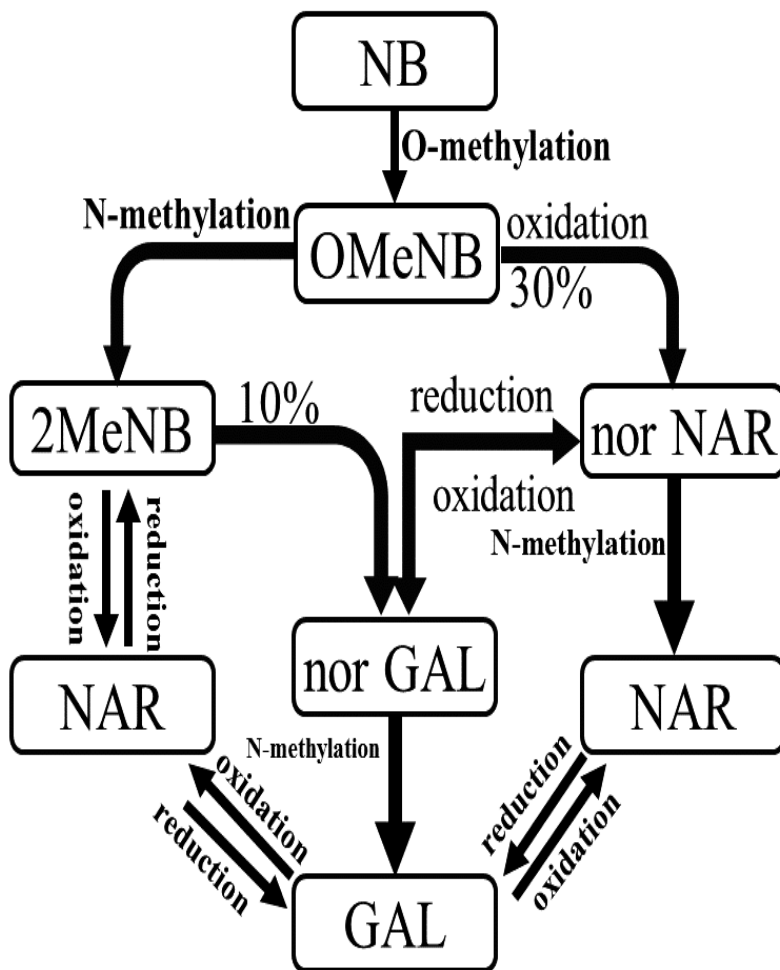 NB
O-methylation
N-methylation
OMeNB
oxidation
30%
2MeNB
10%
reduction
oxidation
nor NAR
N-methylation
oxidation
reduction
NAR
nor GAL
NAR
N-methylation
oxidation
reduction
reduction
oxidation
GAL